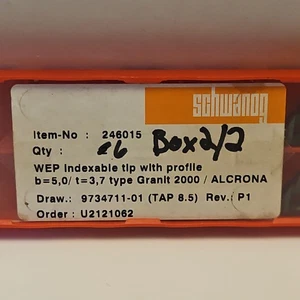 schwanog
Item-No : 246015
Qty : 26 Box 2/2
WEP indexable tip with profile
b=5,0/ t=3,7 type Granit 2000 / ALCRONA
Draw.: 9734711-01 (TAP 8.5) Rev.: P1
Order : U2121062